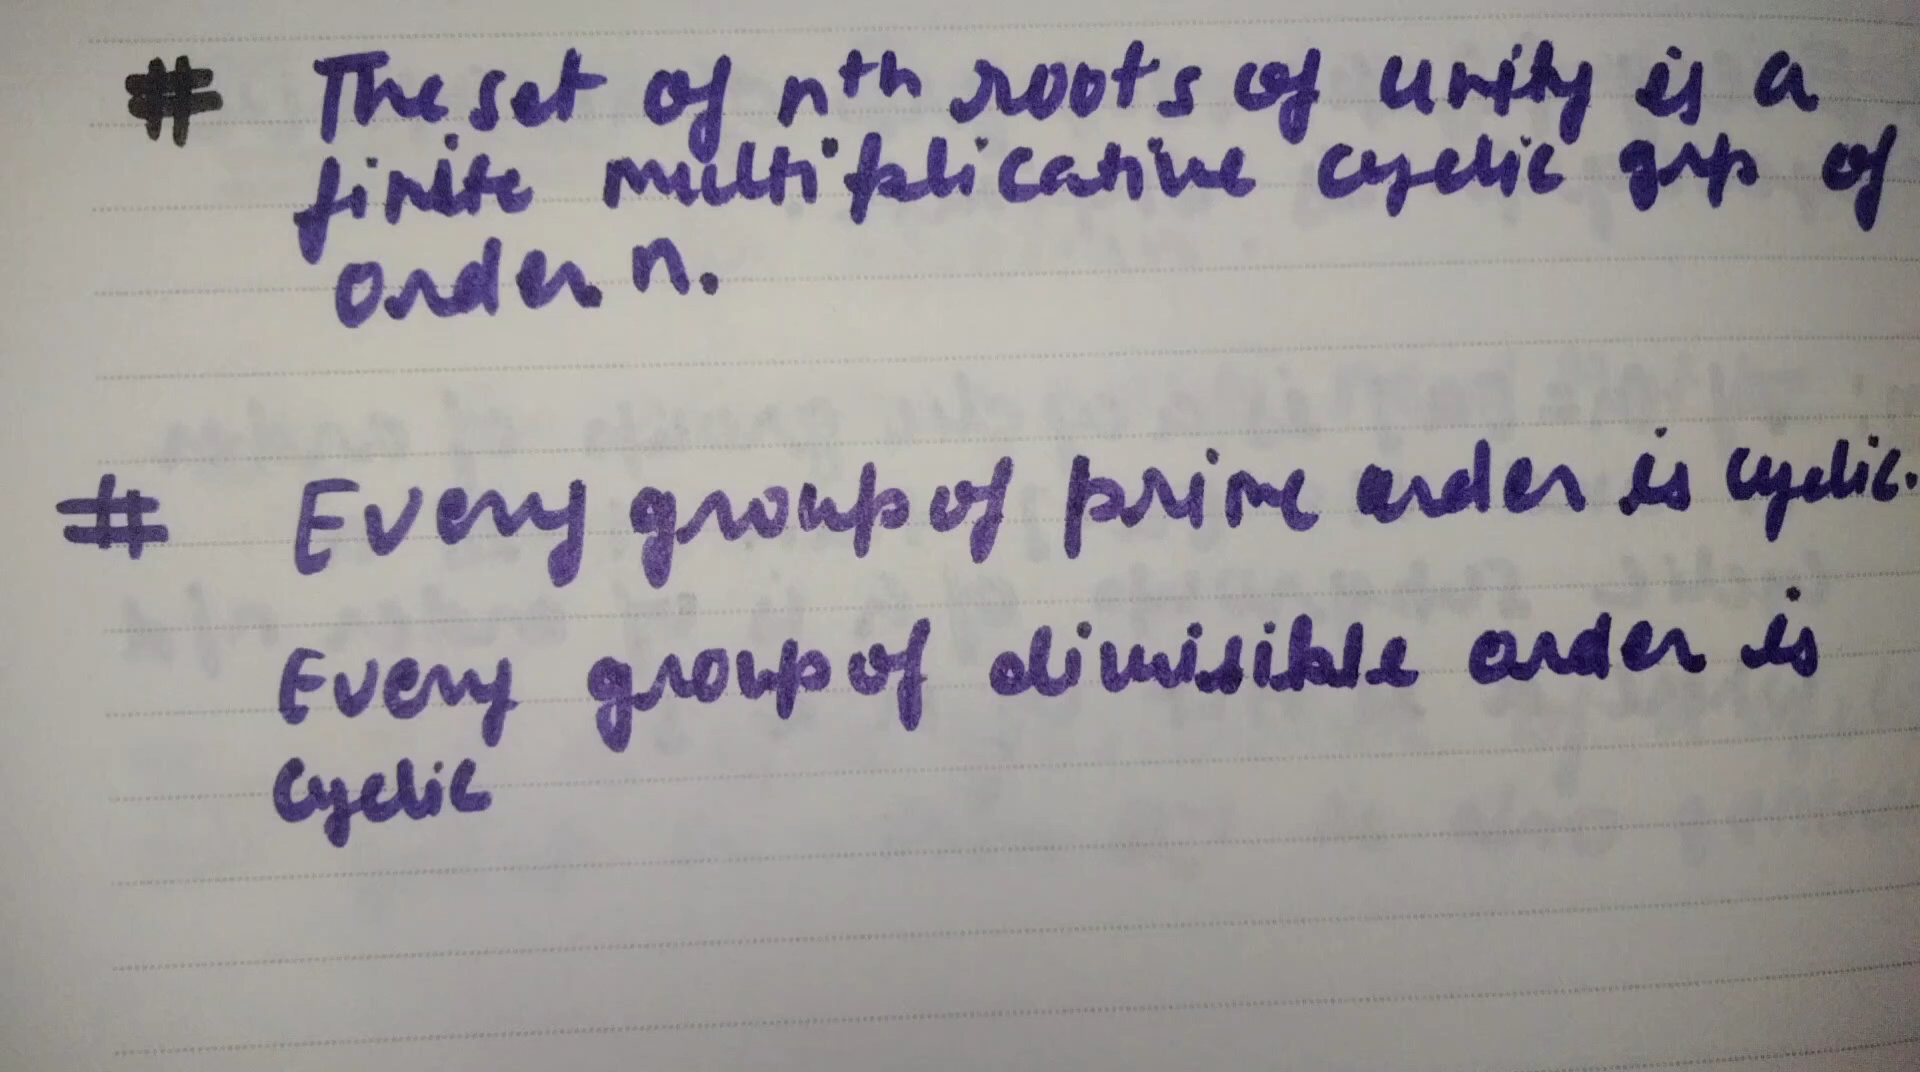 # The set of nth roots of unity is a
finite multiplicative cyclic grp of
order n.
# Every group of prime order is cyclic.
Every group of divisible order is
cyclic